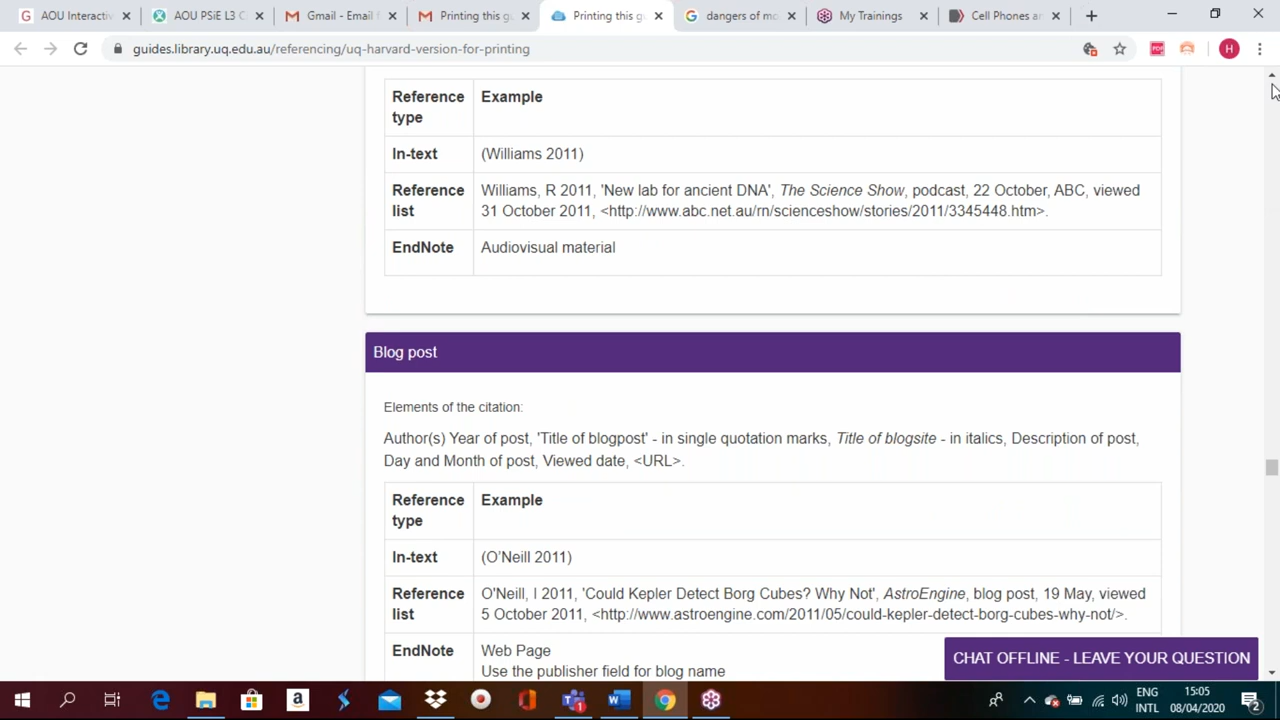 AOU Interactiv
AOU PSiE L3 C
Gmail - Email f
Printing this gu
Printing this gu
dangers of mo
My Trainings
Cell Phones an
guides.library.uq.edu.au/referencing/uq-harvard-version-for-printing
PDF
H
Reference type
Example
In-text
(Williams 2011)
Reference list
Williams, R 2011, 'New lab for ancient DNA', The Science Show, podcast, 22 October, ABC, viewed
31 October 2011, <http://www.abc.net.au/rn/scienceshow/stories/2011/3345448.htm>.
EndNote
Audiovisual material
Blog post
Elements of the citation:
Author(s) Year of post, 'Title of blogpost' - in single quotation marks, Title of blogsite - in italics, Description of post,
Day and Month of post, Viewed date, <URL>.
Reference type
Example
In-text
(O'Neill 2011)
Reference list
O'Neill, I 2011, 'Could Kepler Detect Borg Cubes? Why Not', AstroEngine, blog post, 19 May, viewed
5 October 2011, <http://www.astroengine.com/2011/05/could-kepler-detect-borg-cubes-why-not/>.
EndNote
Web Page
Use the publisher field for blog name
CHAT OFFLINE - LEAVE YOUR QUESTION
ENG
INTL
15:05
08/04/2020